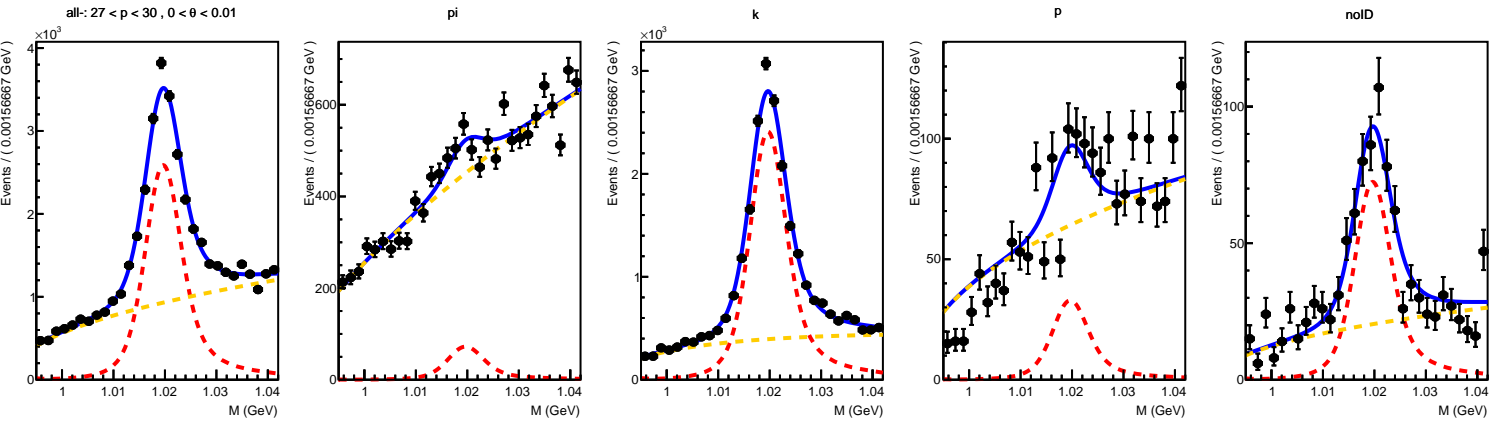 all-: 27 < p < 30 , 0 < θ < 0.01
×10³
Events / ( 0.00156667 GeV )
4
3
2
1
0
1 1.01 1.02 1.03 1.04
M (GeV)
pi
Events / ( 0.00156667 GeV )
600
400
200
0
1 1.01 1.02 1.03 1.04
M (GeV)
k
×10³
Events / ( 0.00156667 GeV )
3
2
1
0
1 1.01 1.02 1.03 1.04
M (GeV)
p
Events / ( 0.00156667 GeV )
100
50
0
1 1.01 1.02 1.03 1.04
M (GeV)
noID
Events / ( 0.00156667 GeV )
100
50
0
1 1.01 1.02 1.03 1.04
M (GeV)